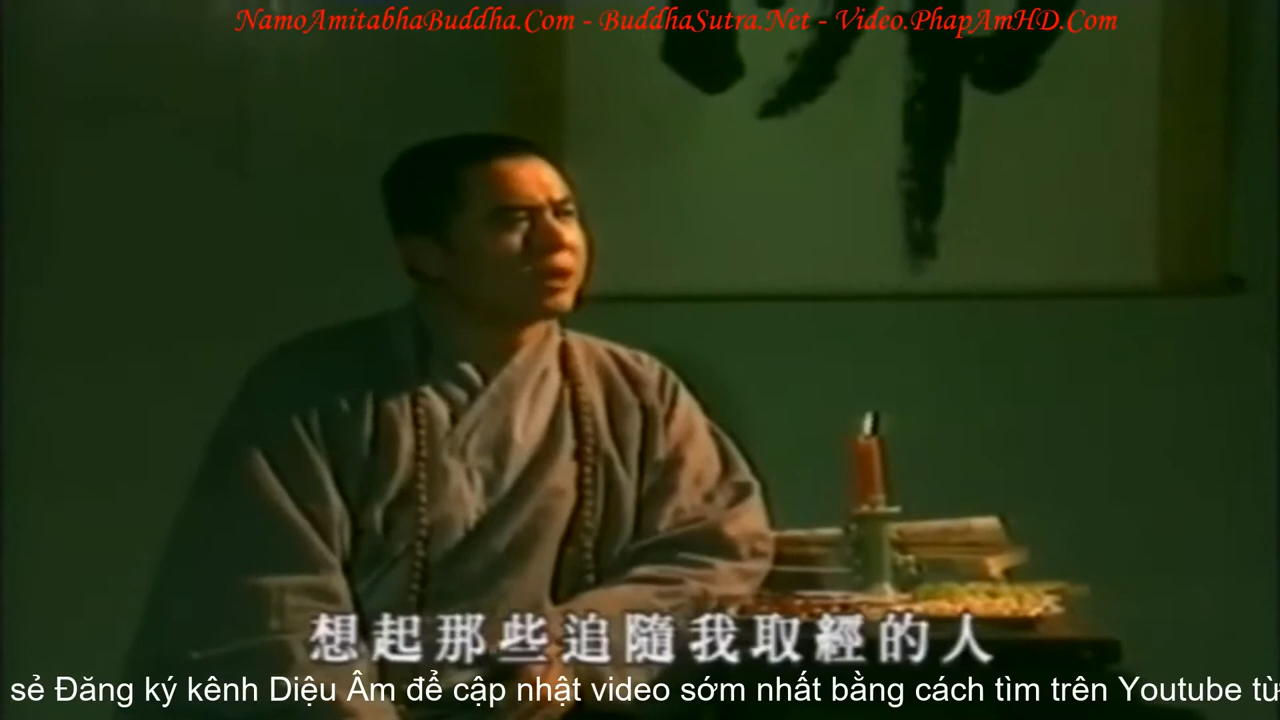 NamoAmitabhaBuddha.Com - BuddhaSutra.Net - Video.PhapAmHD.Com
想起那些追隨我取經的人
sẻ Đăng ký kênh Diệu Âm để cập nhật video sớm nhất bằng cách tìm trên Youtube từ